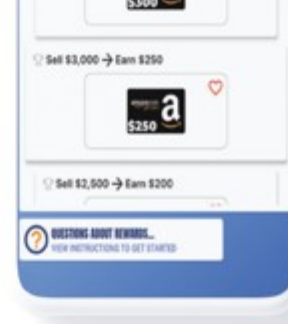 $300
Sell $3,000 → Earn $250
a
$250
Sell $2,500 → Earn $200
? QUESTIONS ABOUT REWARDS...
VIEW INSTRUCTIONS TO GET STARTED